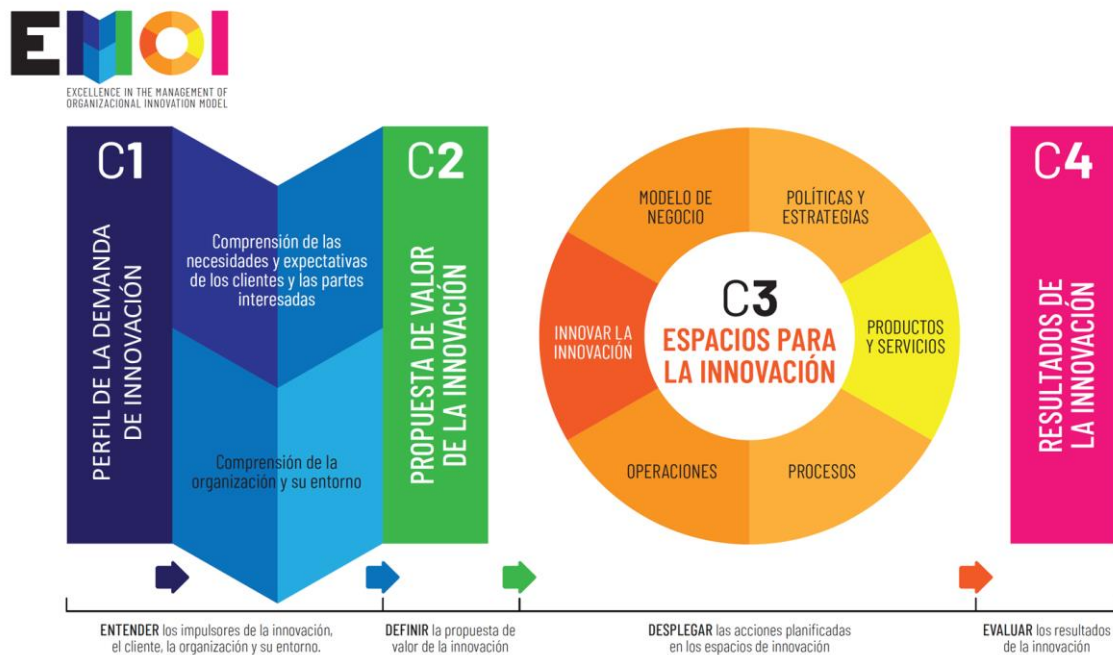 EMOI
EXCELLENCE IN THE MANAGEMENT OF
ORGANIZACIONAL INNOVATION MODEL
C1
PERFIL DE LA DEMANDA
DE INNOVACIÓN
Comprensión de las
necesidades y expectativas
de los clientes y las partes
interesadas
Comprensión de la
organización y su entorno
C2
PROPUESTA DE VALOR
DE LA INNOVACIÓN
MODELO DE
NEGOCIO
POLÍTICAS Y
ESTRATEGIAS
INNOVAR LA
INNOVACIÓN
C3
ESPACIOS PARA
LA INNOVACIÓN
PRODUCTOS
Y SERVICIOS
OPERACIONES
PROCESOS
C4
RESULTADOS DE
LA INNOVACIÓN
ENTENDER los impulsores de la innovación,
el cliente, la organización y su entorno.
DEFINIR la propuesta de
valor de la innovación
DESPLEGAR las acciones planificadas
en los espacios de innovación
EVALUAR los resultados
de la innovación